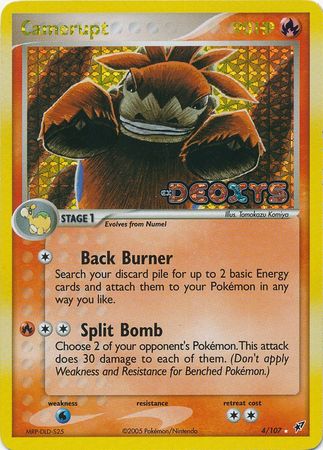 Camerupt
DEOXYS
Illus. Tomokazu Komiya
STAGE 1
Evolves from Numel
Back Burner
Search your discard pile for up to 2 basic Energy
cards and attach them to your Pokémon in any
way you like.
Split Bomb
Choose 2 of your opponent's Pokémon. This attack
does 30 damage to each of them. (Don't apply
Weakness and Resistance for Benched Pokémon.)
weakness resistance retreat cost
MRP-DLD-525 ©2005 Pokémon/Nintendo 4/107